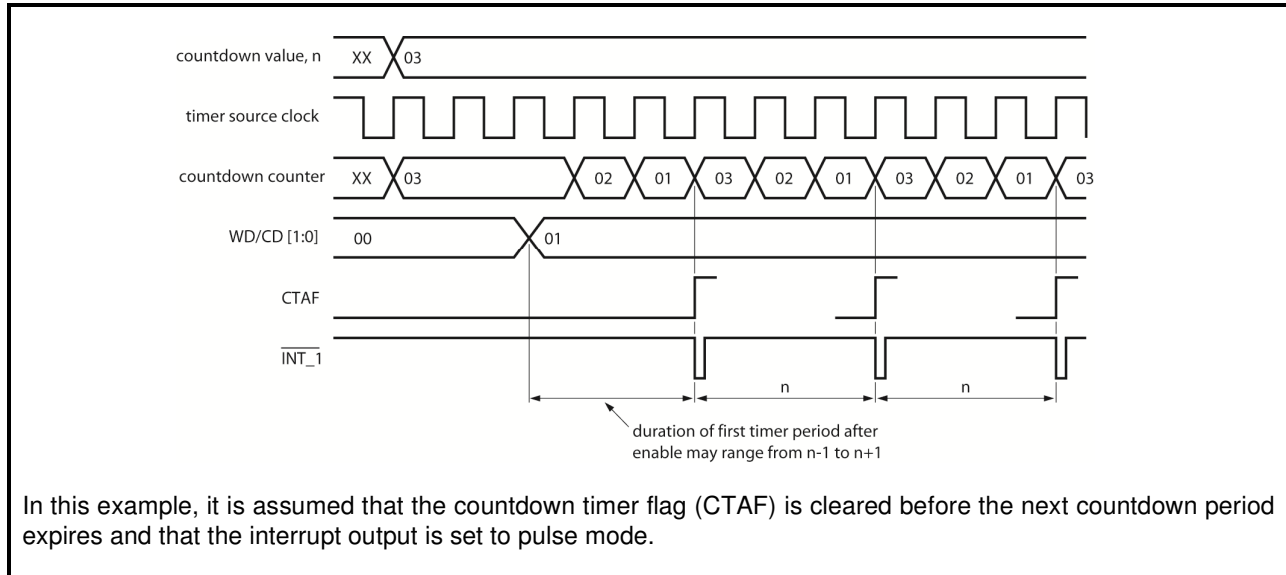 countdown value, n XX 03
timer source clock
countdown counter XX 03 02 01 03 02 01 03 02 01 03
WD/CD [1:0] 00 01
CTAF
INT_1
n n
duration of first timer period after
enable may range from n-1 to n+1
In this example, it is assumed that the countdown timer flag (CTAF) is cleared before the next countdown period
expires and that the interrupt output is set to pulse mode.